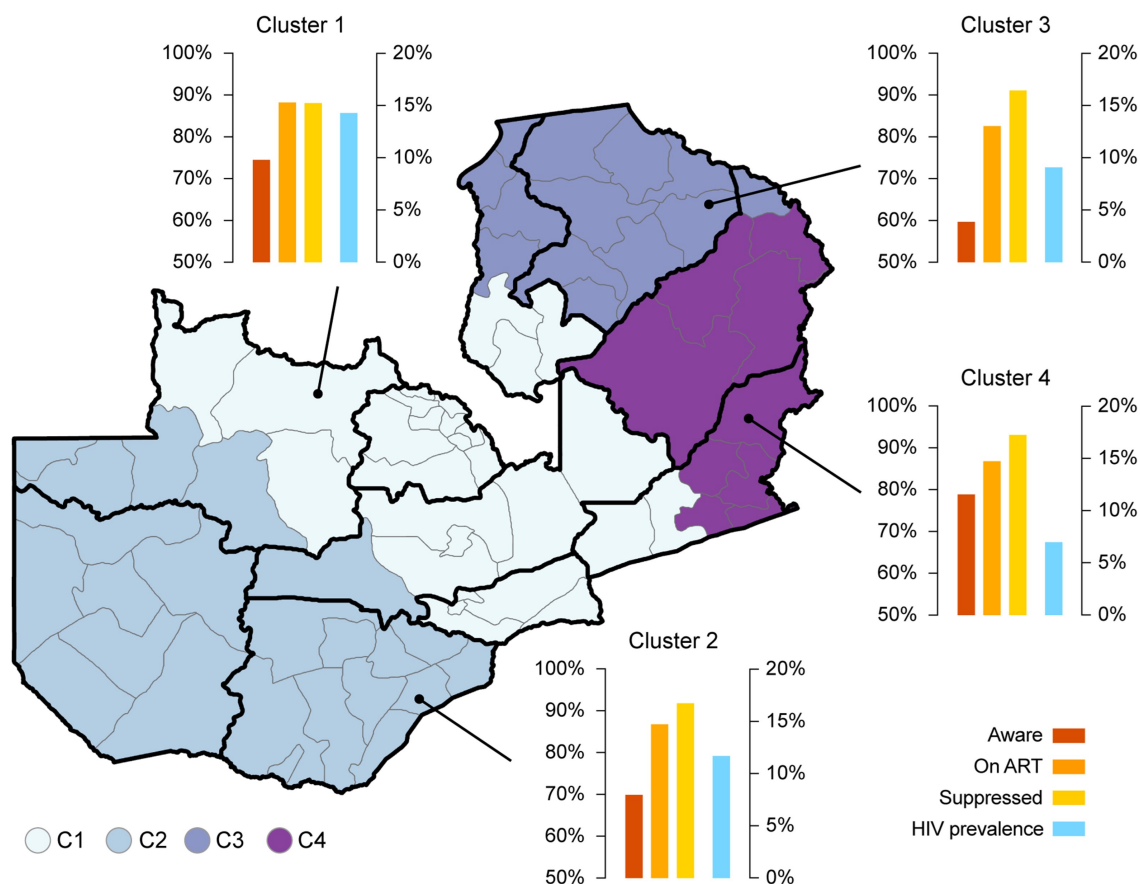 Cluster 1
100% 20%
90% 15%
80% 10%
70%
60% 5%
50% 0%
Cluster 3
100% 20%
90% 15%
80% 10%
70%
60% 5%
50% 0%
Cluster 4
100% 20%
90% 15%
80% 10%
70%
60% 5%
50% 0%
Cluster 2
100% 20%
90% 15%
80% 10%
70%
60% 5%
50% 0%
Aware
On ART
Suppressed
HIV prevalence
C1 C2 C3 C4